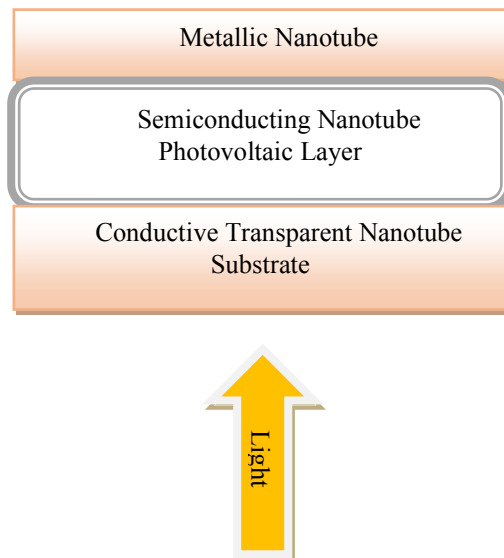 Metallic Nanotube
Semiconducting Nanotube
Photovoltaic Layer
Conductive Transparent Nanotube
Substrate
Light